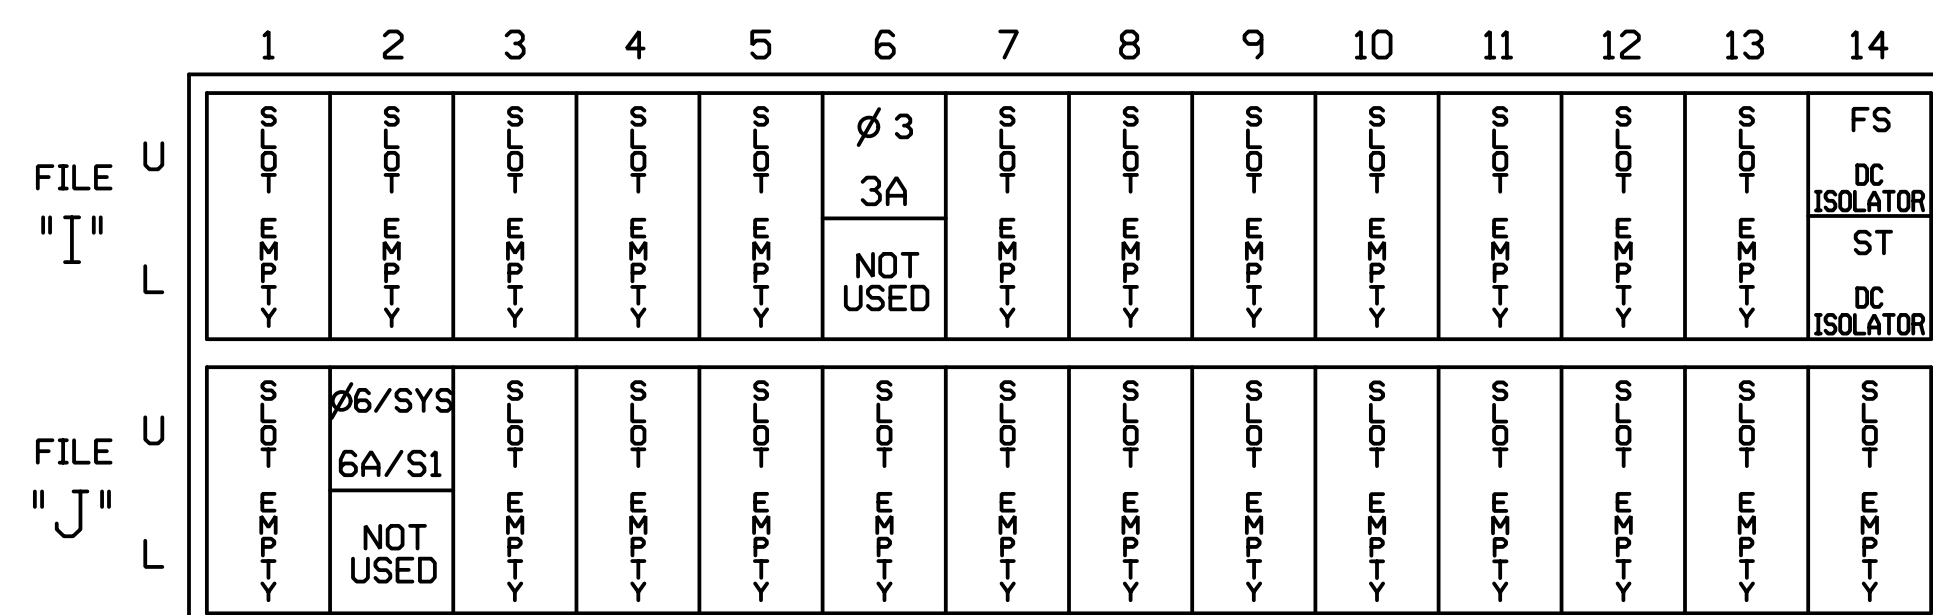 1 2 3 4 5 6 7 8 9 10 11 12 13 14
FILE
"I"
U
L
SLOT EMPTY
SLOT EMPTY
SLOT EMPTY
SLOT EMPTY
SLOT EMPTY
Ø 3
3A
NOT
USED
SLOT EMPTY
SLOT EMPTY
SLOT EMPTY
SLOT EMPTY
SLOT EMPTY
SLOT EMPTY
SLOT EMPTY
FS
DC
ISOLATOR
ST
DC
ISOLATOR
FILE
"J"
U
L
SLOT EMPTY
Ø6/SYS
6A/S1
NOT
USED
SLOT EMPTY
SLOT EMPTY
SLOT EMPTY
SLOT EMPTY
SLOT EMPTY
SLOT EMPTY
SLOT EMPTY
SLOT EMPTY
SLOT EMPTY
SLOT EMPTY
SLOT EMPTY
SLOT EMPTY